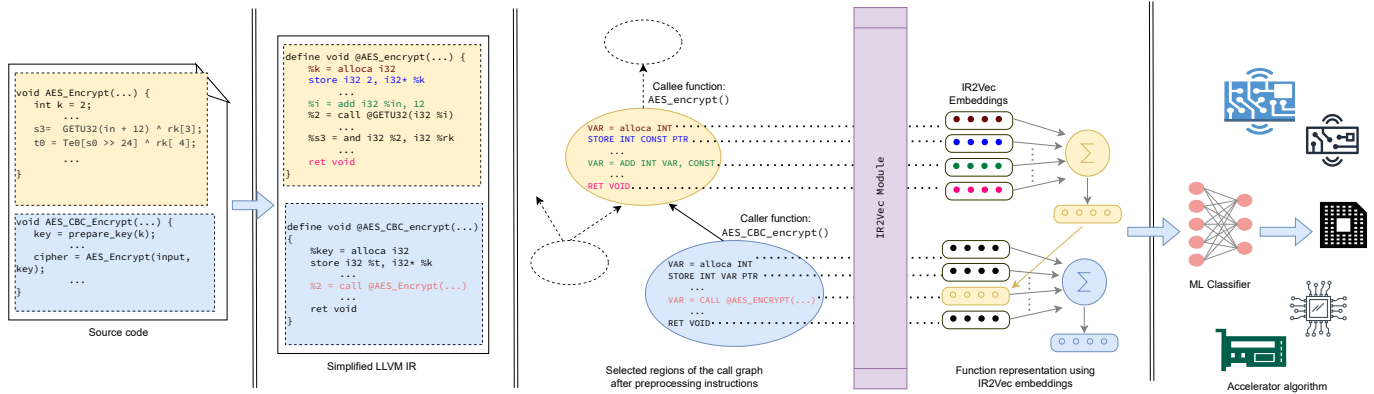 void AES_Encrypt(...) {
int k = 2;
...
s3= GETU32(in + 12) ^ rk[3];
t0 = Te0[s0 >> 24] ^ rk[ 4];
...
}
void AES_CBC_Encrypt(...) {
key = prepare_key(k);
...
cipher = AES_Encrypt(input,
key);
...
}
Source code
define void @AES_encrypt(...) {
%k = alloca i32
store i32 2, i32* %k
...
%i = add i32 %in, 12
%2 = call @GETU32(i32 %i)
...
%s3 = and i32 %2, i32 %rk
...
ret void
}
define void @AES_CBC_encrypt(...)
{
%key = alloca i32
store i32 %t, i32* %k
...
%2 = call @AES_Encrypt(...)
...
ret void
}
Simplified LLVM IR
Callee function:
AES_encrypt()
VAR = alloca INT
STORE INT CONST PTR
...
VAR = ADD INT VAR, CONST
...
RET VOID
Caller function:
AES_CBC_encrypt()
VAR = alloca INT
STORE INT VAR PTR
...
VAR = CALL @AES_ENCRYPT(...)
...
RET VOID
Selected regions of the call graph
after preprocessing instructions
IR2Vec Module
IR2Vec
Embeddings
∑
∑
Function representation using
IR2Vec embeddings
ML Classifier
Accelerator algorithm